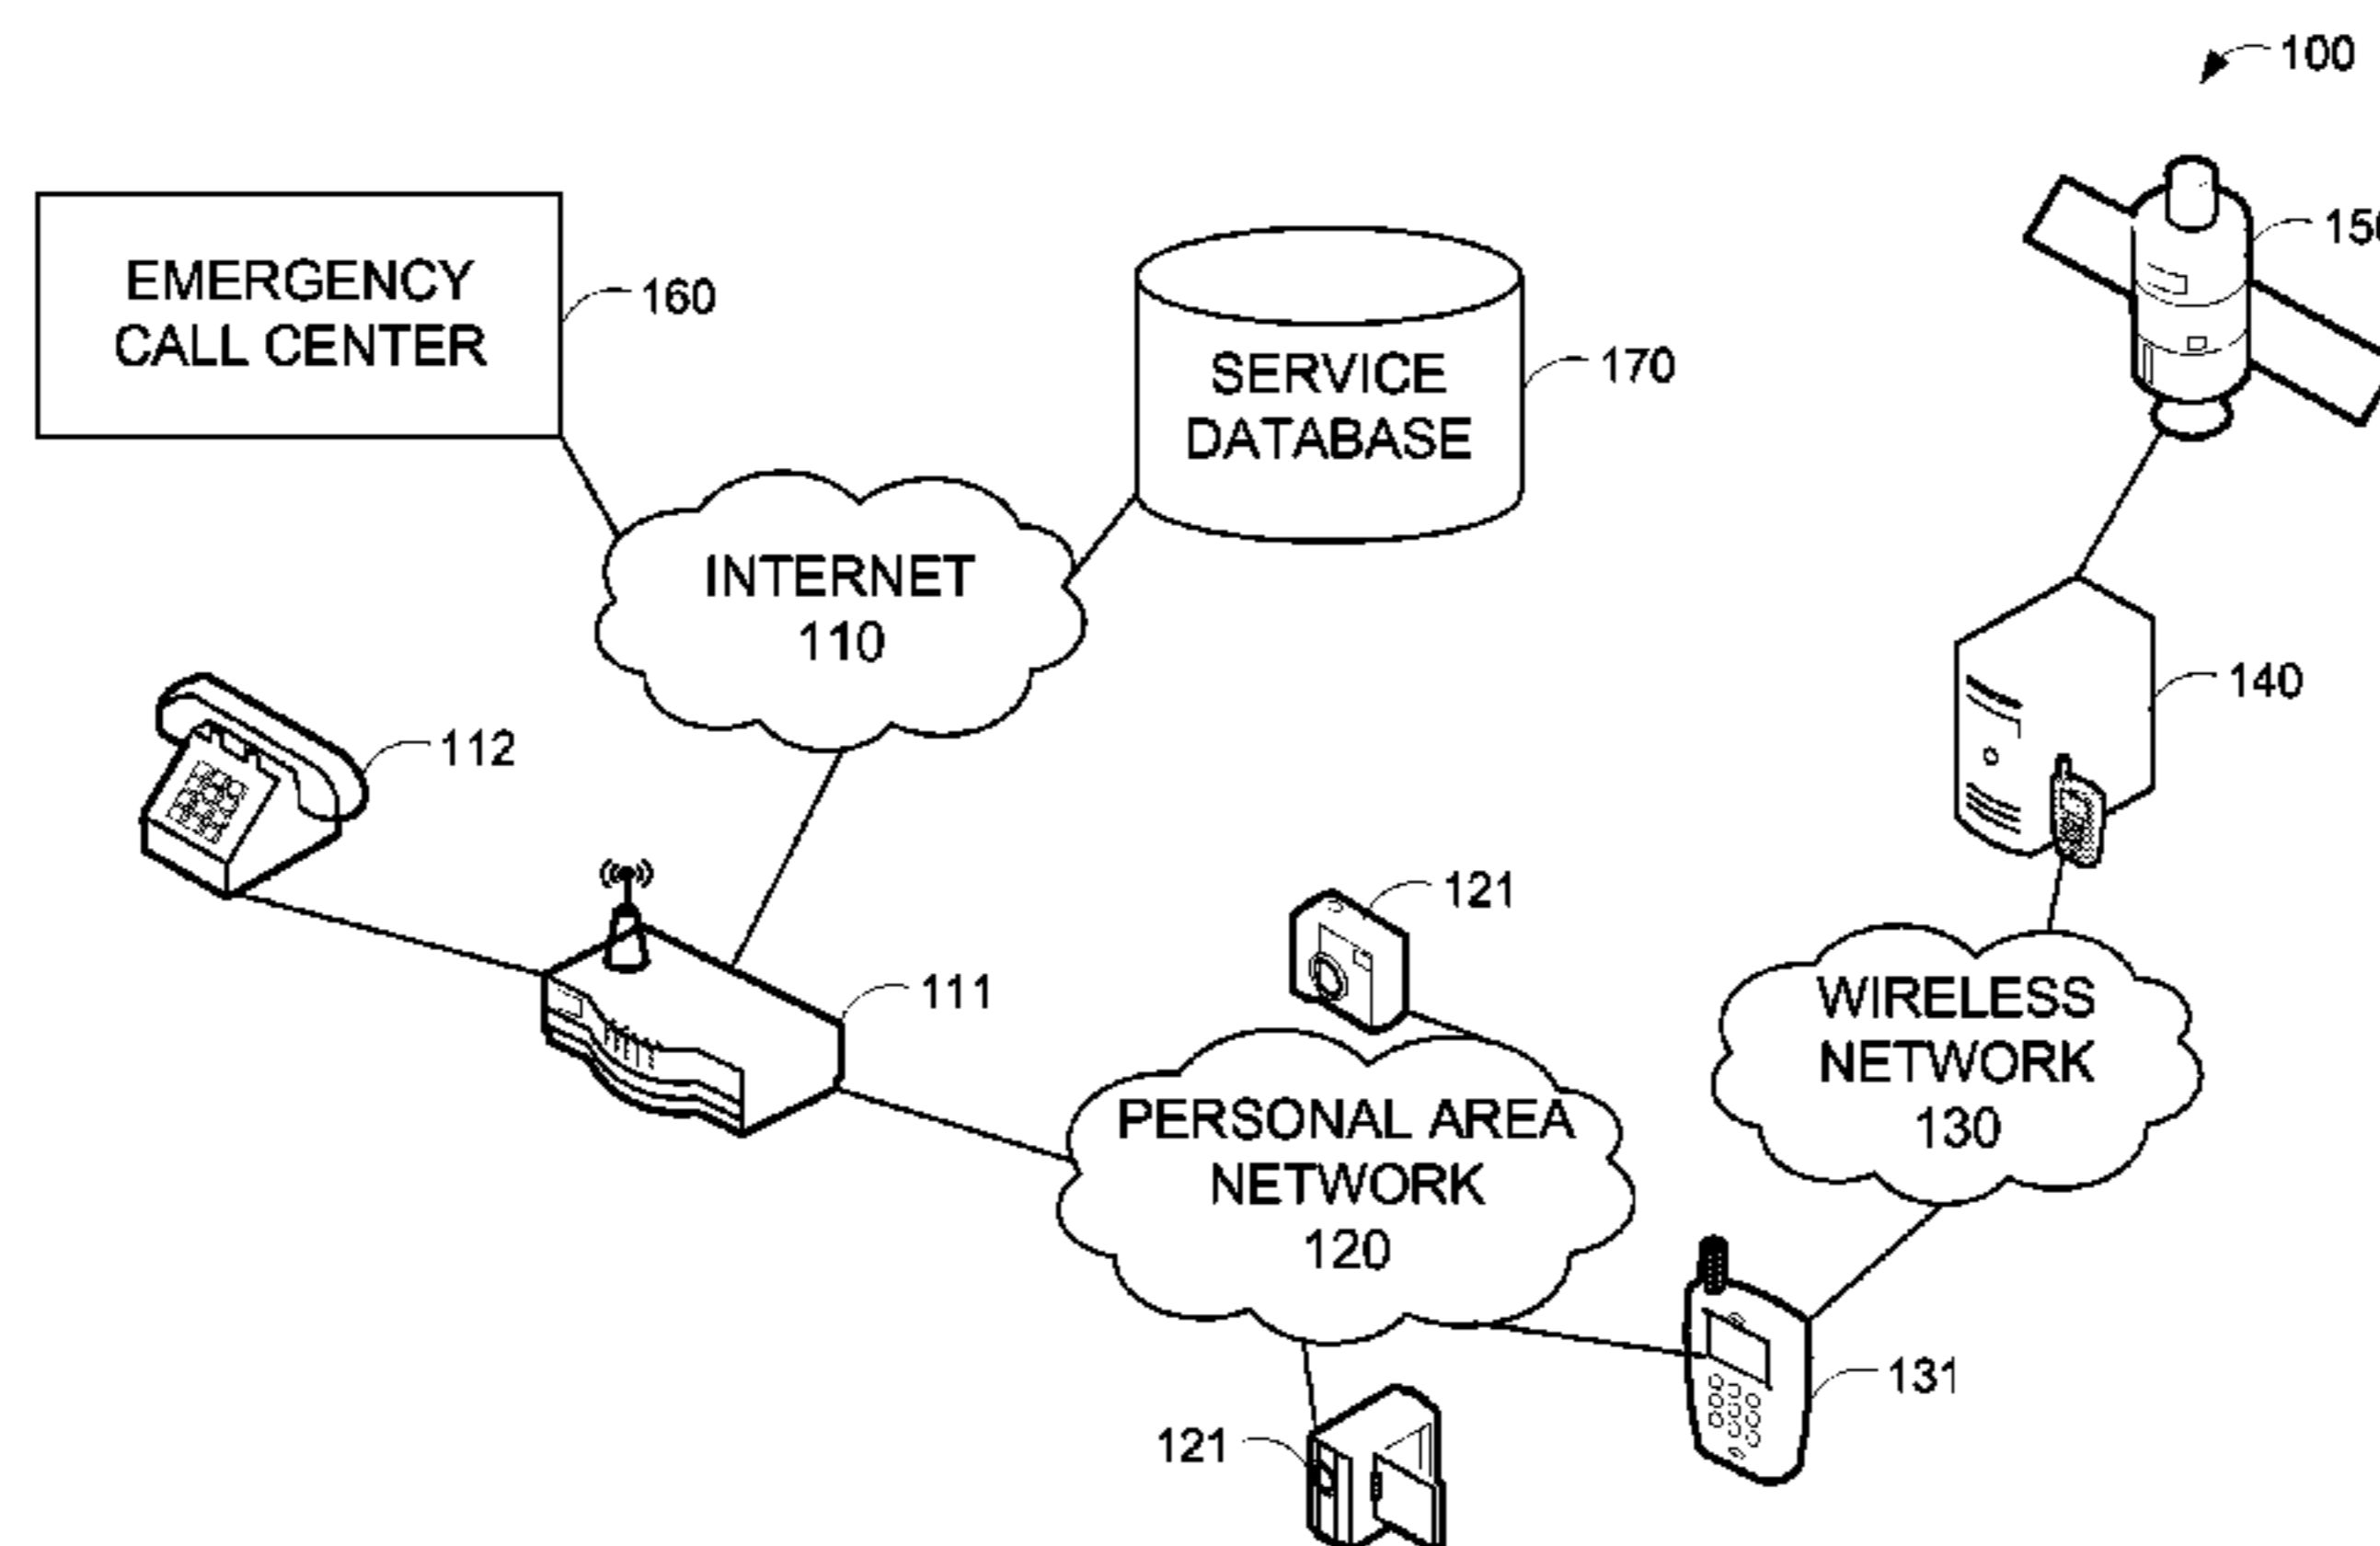 100
150
EMERGENCY
CALL CENTER
160
SERVICE
DATABASE
170
INTERNET
110
140
112
121
111
WIRELESS
NETWORK
130
PERSONAL AREA
NETWORK
120
131
121